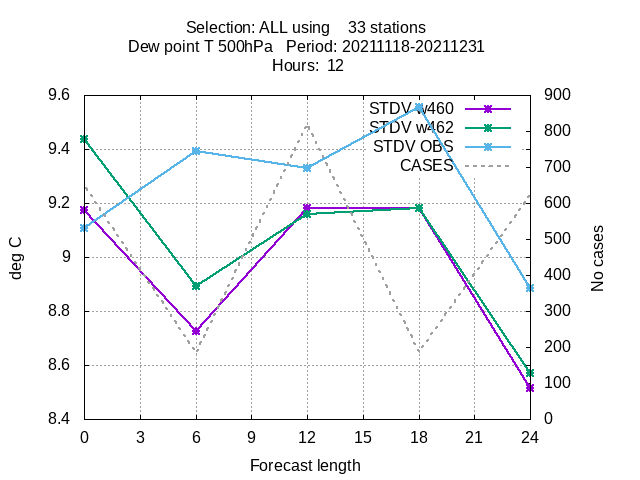 Selection: ALL using    33 stations
Dew point T 500hPa   Period: 20211118-20211231
Hours:  12
9.6
9.4
9.2
9
8.8
8.6
8.4
deg C
STDV w460
STDV w462
STDV OBS
CASES
900
800
700
600
500
400
300
200
100
0
No cases
0 3 6 9 12 15 18 21 24
Forecast length